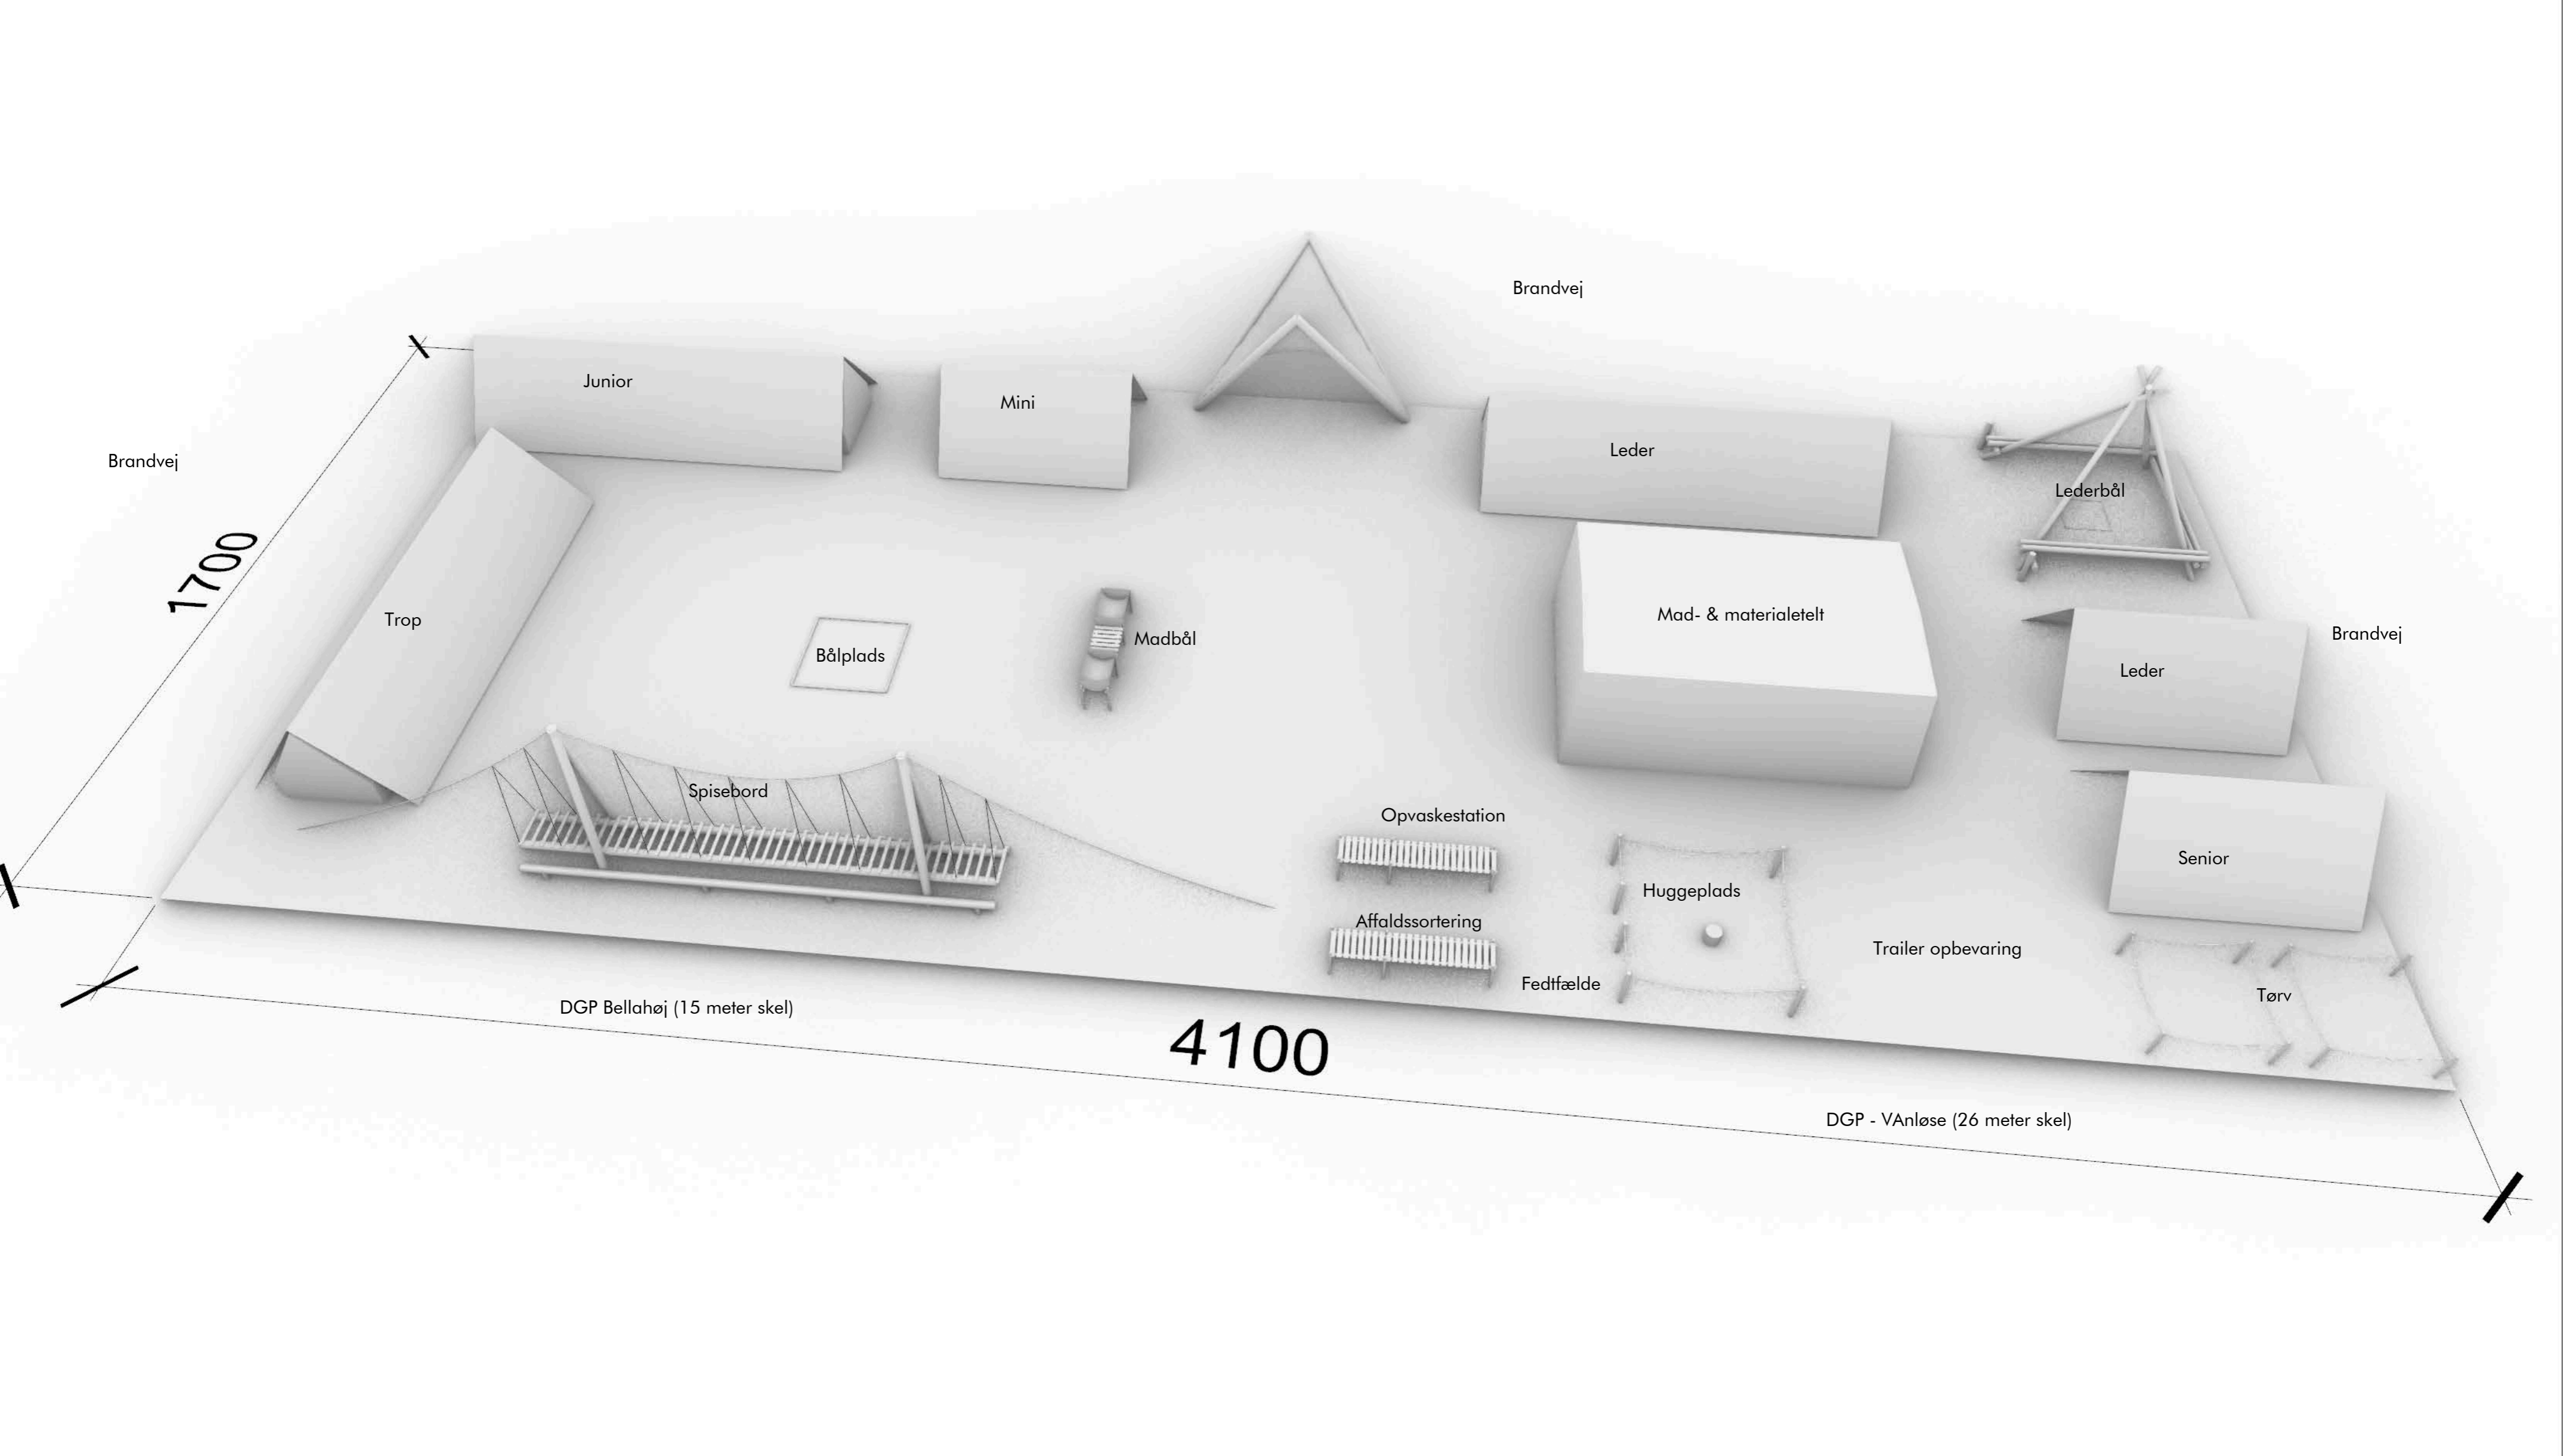 Brandvej
Junior
Mini
Leder
Brandvej
Lederbål
1700
Trop
Bålplads
Madbål
Mad- & materialetelt
Brandvej
Leder
Spisebord
Opvaskestation
Senior
Huggeplads
Affaldssortering
Trailer opbevaring
Fedtfælde
Tørv
DGP Bellahøj (15 meter skel)
4100
DGP - VAnløse (26 meter skel)